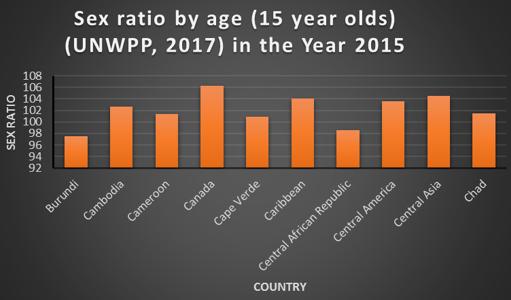 Sex ratio by age (15 year olds)
(UNWPP, 2017) in the Year 2015
SEX RATIO
108
106
104
102
100
98
96
94
92
Burundi
Cambodia
Cameroon
Canada
Cape Verde
Caribbean
Central African Republic
Central America
Central Asia
Chad
COUNTRY